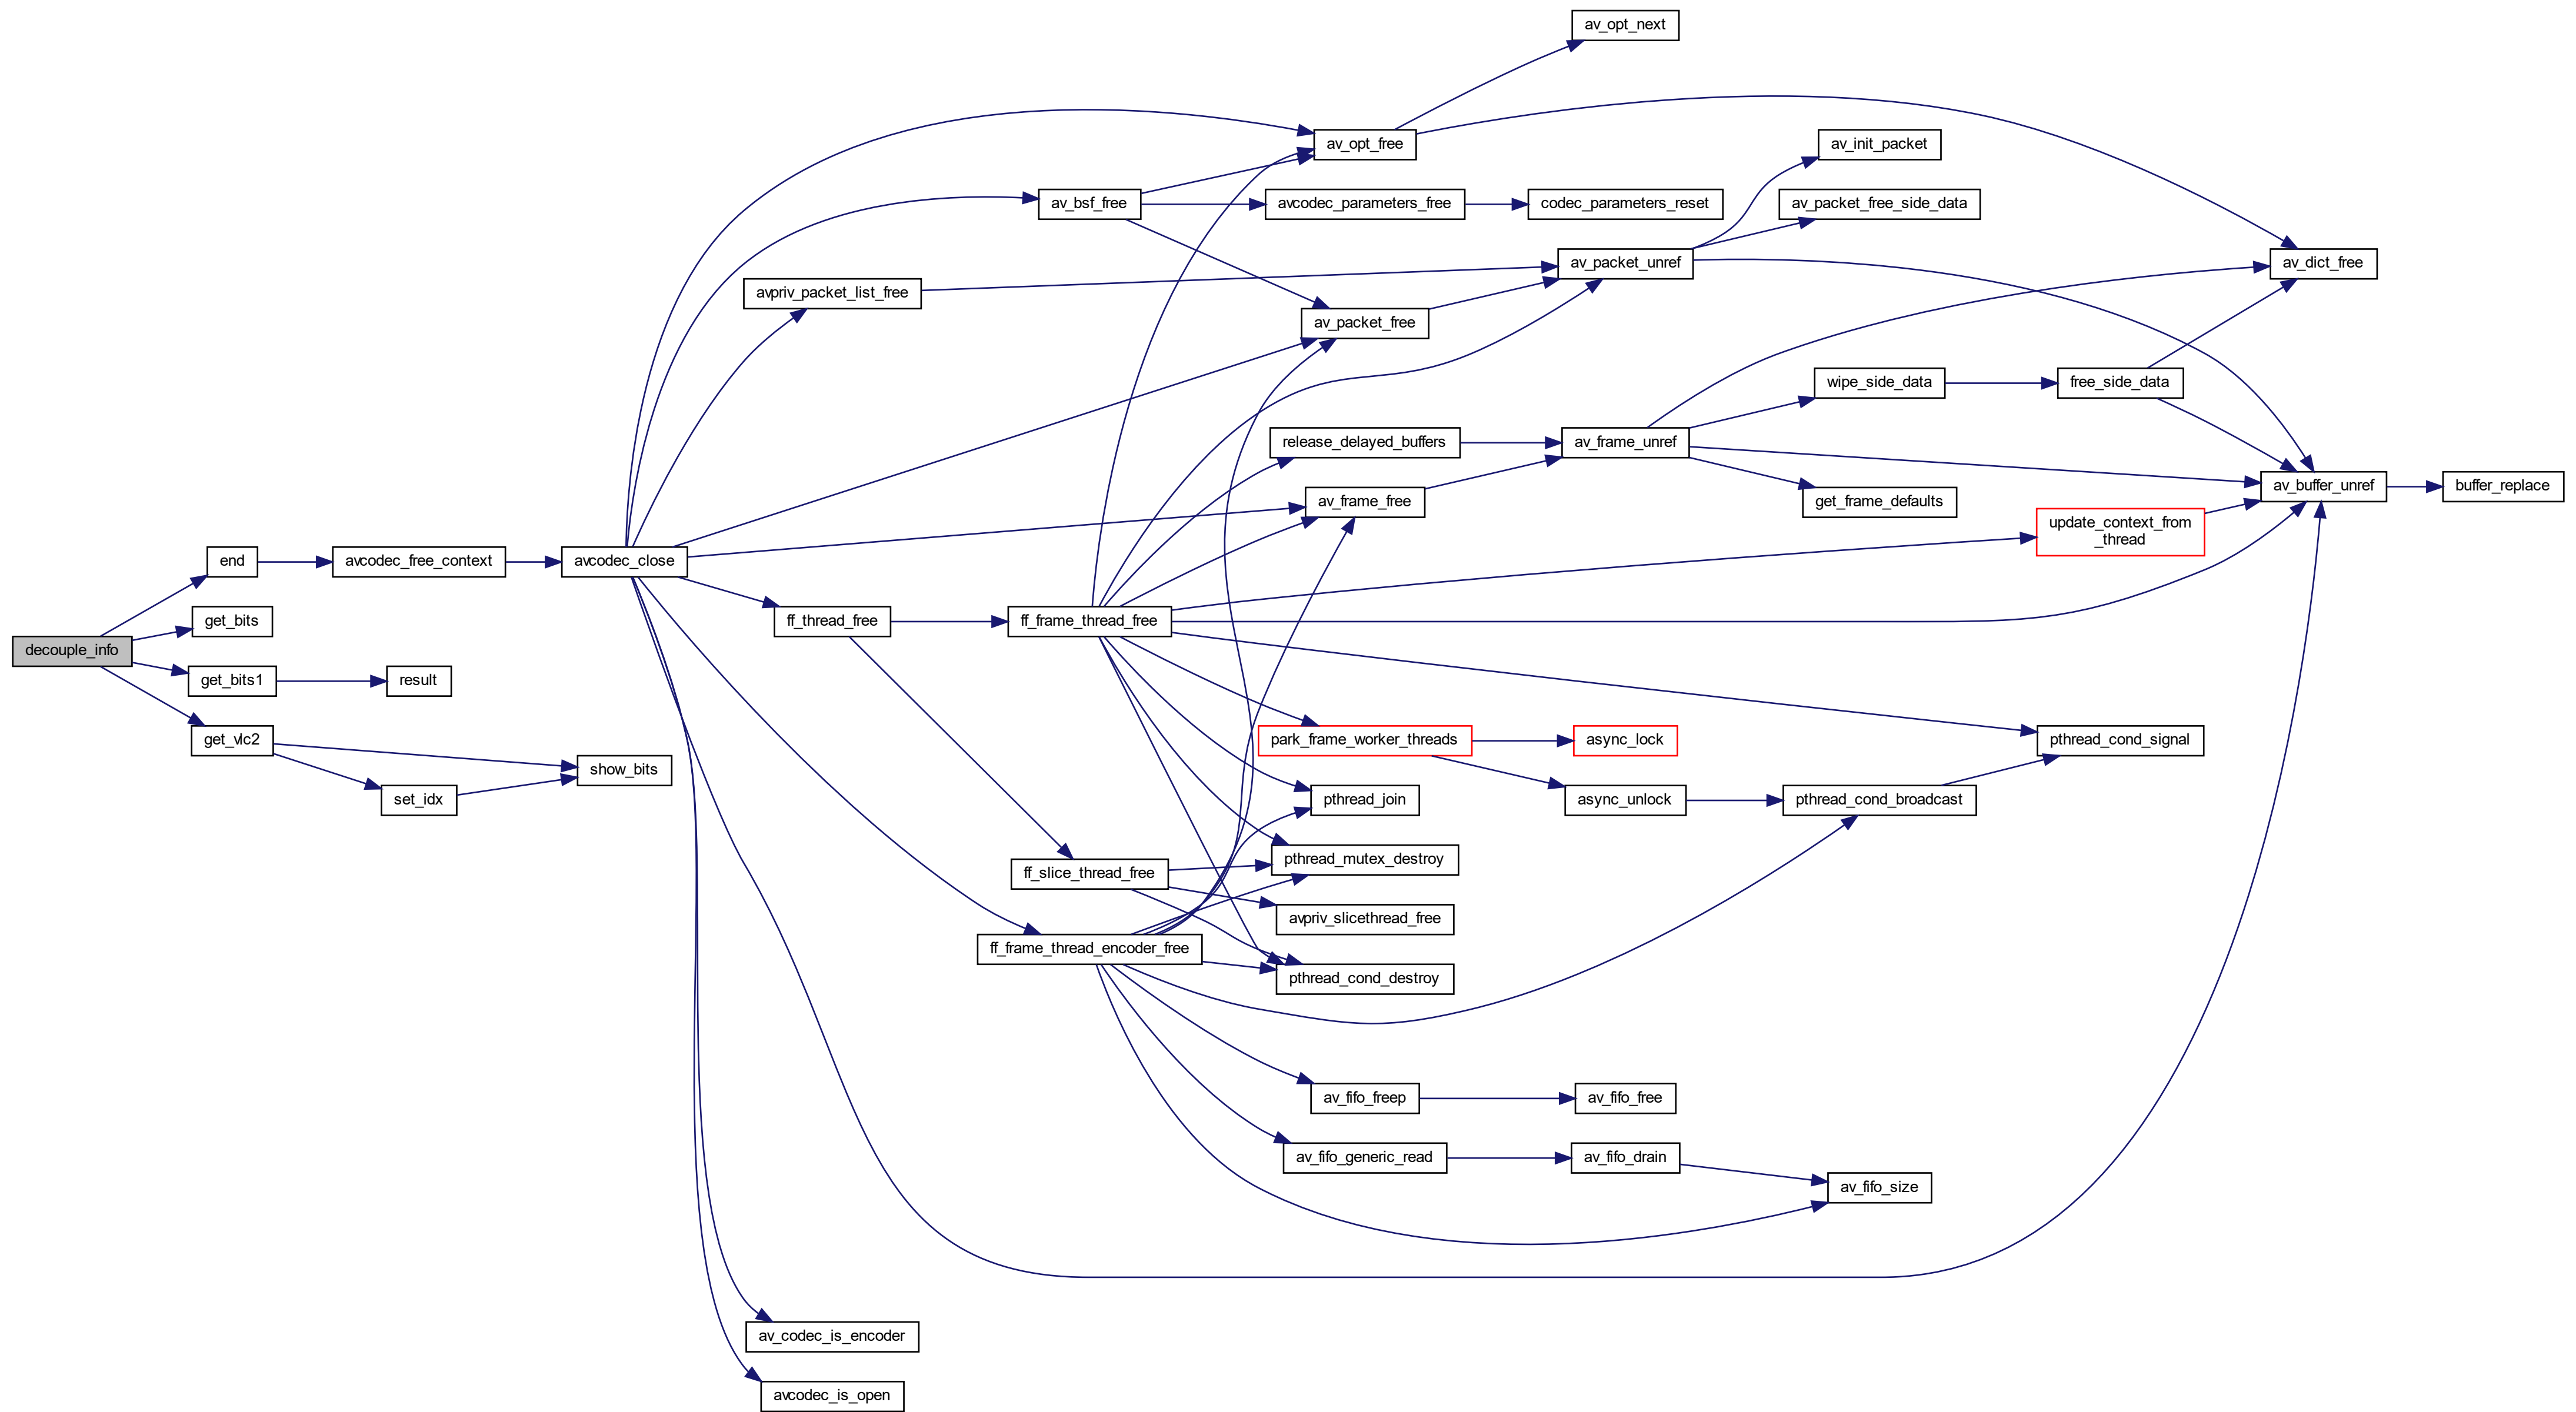 av_opt_next
av_opt_free
av_init_packet
av_bsf_free
avcodec_parameters_free
codec_parameters_reset
av_packet_free_side_data
av_packet_unref
av_dict_free
avpriv_packet_list_free
av_packet_free
wipe_side_data
free_side_data
release_delayed_buffers
av_frame_unref
av_buffer_unref
buffer_replace
av_frame_free
get_frame_defaults
update_context_from
_thread
end
avcodec_free_context
avcodec_close
get_bits
ff_thread_free
ff_frame_thread_free
decouple_info
get_bits1
result
get_vlc2
park_frame_worker_threads
async_lock
pthread_cond_signal
show_bits
set_idx
pthread_join
async_unlock
pthread_cond_broadcast
pthread_mutex_destroy
ff_slice_thread_free
avpriv_slicethread_free
ff_frame_thread_encoder_free
pthread_cond_destroy
av_fifo_freep
av_fifo_free
av_fifo_generic_read
av_fifo_drain
av_fifo_size
av_codec_is_encoder
avcodec_is_open